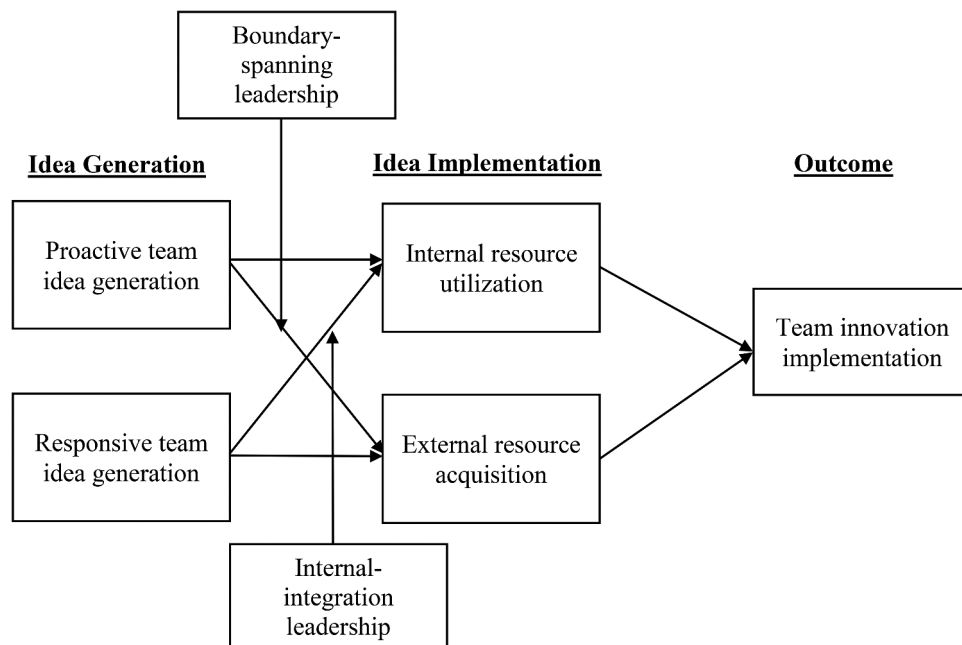 Boundary-
spanning
leadership
Idea Generation
Idea Implementation
Outcome
Proactive team
idea generation
Internal resource
utilization
Team innovation
implementation
Responsive team
idea generation
External resource
acquisition
Internal-
integration
leadership